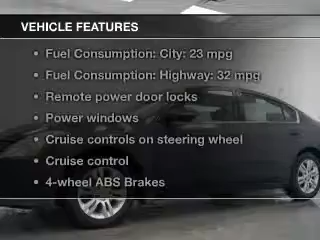 VEHICLE FEATURES
• Fuel Consumption: City: 23 mpg
• Fuel Consumption: Highway: 32 mpg
• Remote power door locks
• Power windows
• Cruise controls on steering wheel
• Cruise control
• 4-wheel ABS Brakes